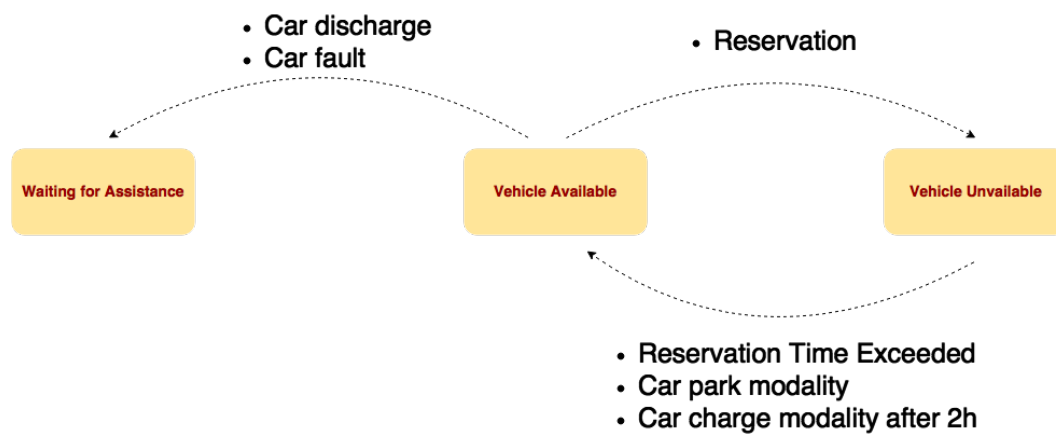 • Car discharge
• Car fault
• Reservation
Waiting for Assistance
Vehicle Available
Vehicle Unvailable
• Reservation Time Exceeded
• Car park modality
• Car charge modality after 2h